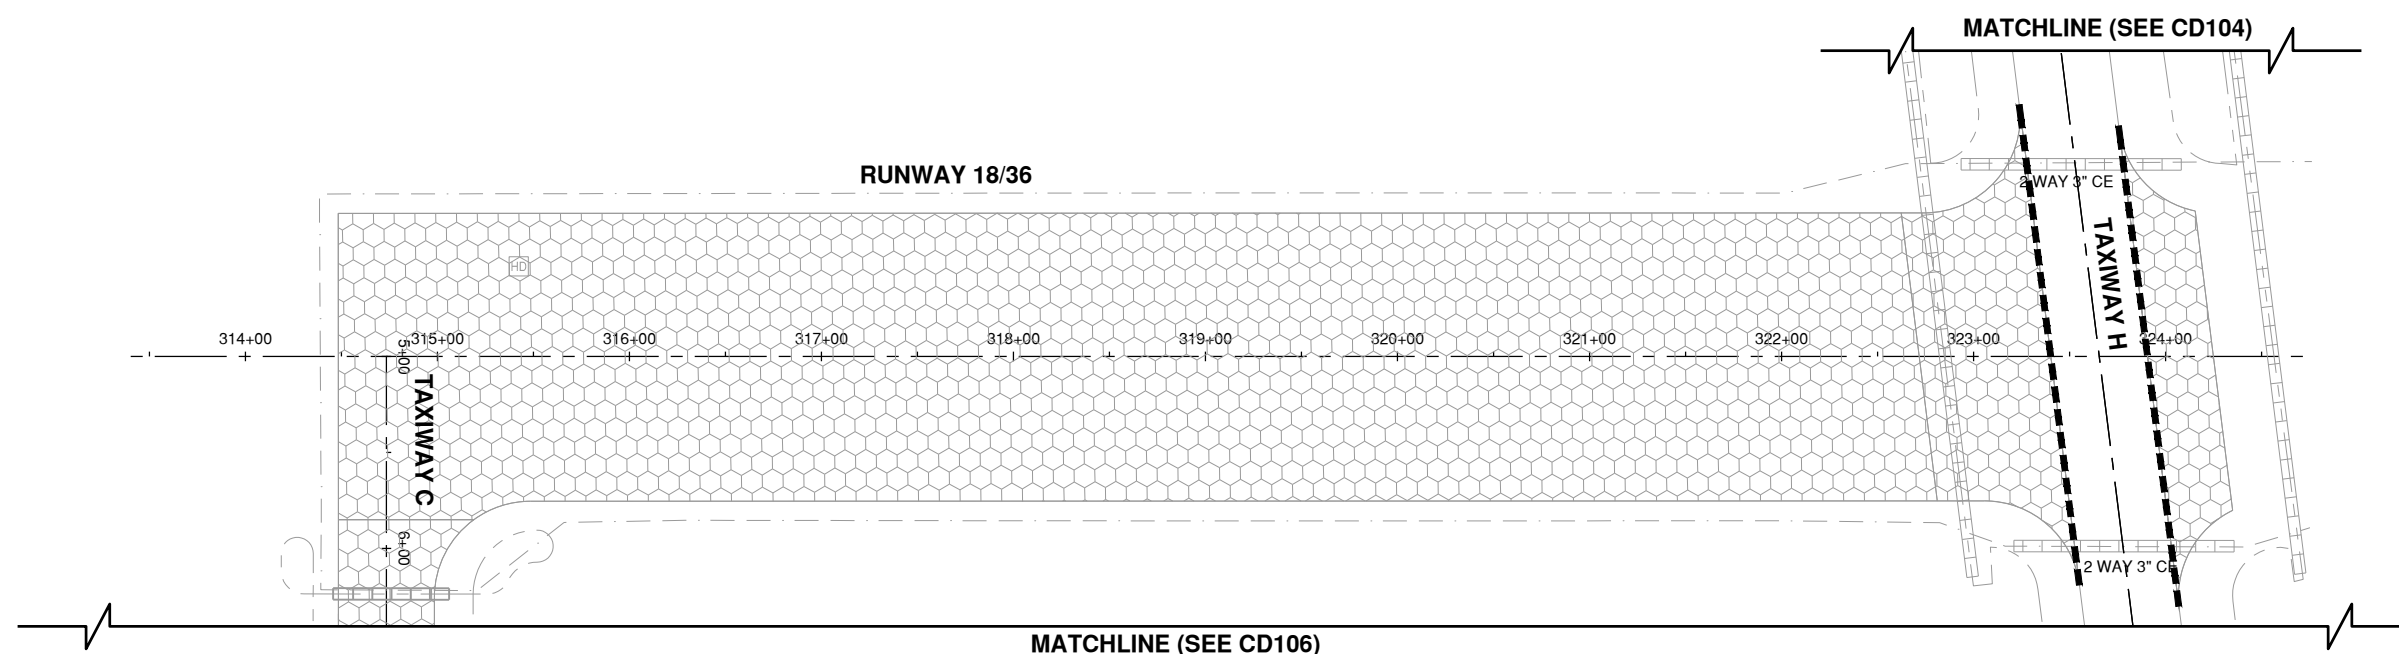 MATCHLINE (SEE CD104)
RUNWAY 18/36
2 WAY 3" CE
TAXIWAY H
HD
314+00
315+00
316+00
317+00
318+00
319+00
320+00
321+00
322+00
323+00
324+00
5+00
TAXIWAY C
6+00
2 WAY 3" CE
MATCHLINE (SEE CD106)